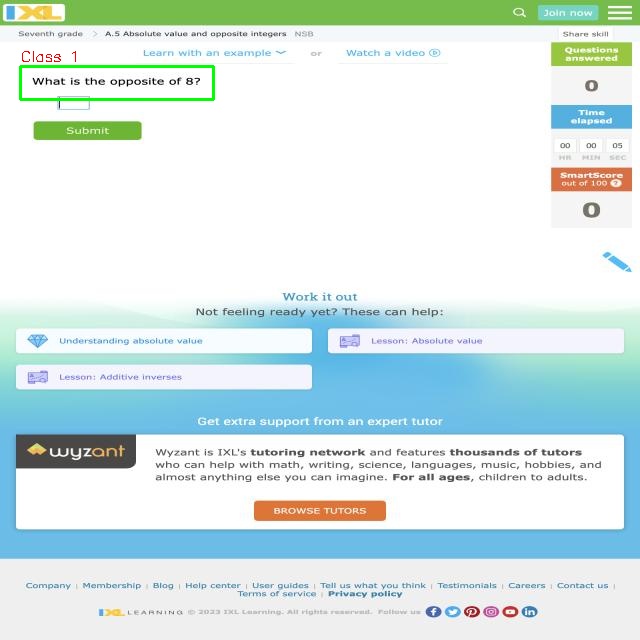 IXL
Join now
Seventh grade > A.5 Absolute value and opposite integers NSB
Share skill
Class 1
Learn with an example or Watch a video
What is the opposite of 8?
Submit
Questions answered
0
Time elapsed
00 00 05
HR MIN SEC
SmartScore
out of 100 ?
0
Work it out
Not feeling ready yet? These can help:
Understanding absolute value
Lesson: Absolute value
Lesson: Additive inverses
Get extra support from an expert tutor
wyzant
Wyzant is IXL's tutoring network and features thousands of tutors
who can help with math, writing, science, languages, music, hobbies, and
almost anything else you can imagine. For all ages, children to adults.
BROWSE TUTORS
Company | Membership | Blog | Help center | User guides | Tell us what you think | Testimonials | Careers | Contact us |
Terms of service | Privacy policy
IXL LEARNING © 2023 IXL Learning. All rights reserved. Follow us